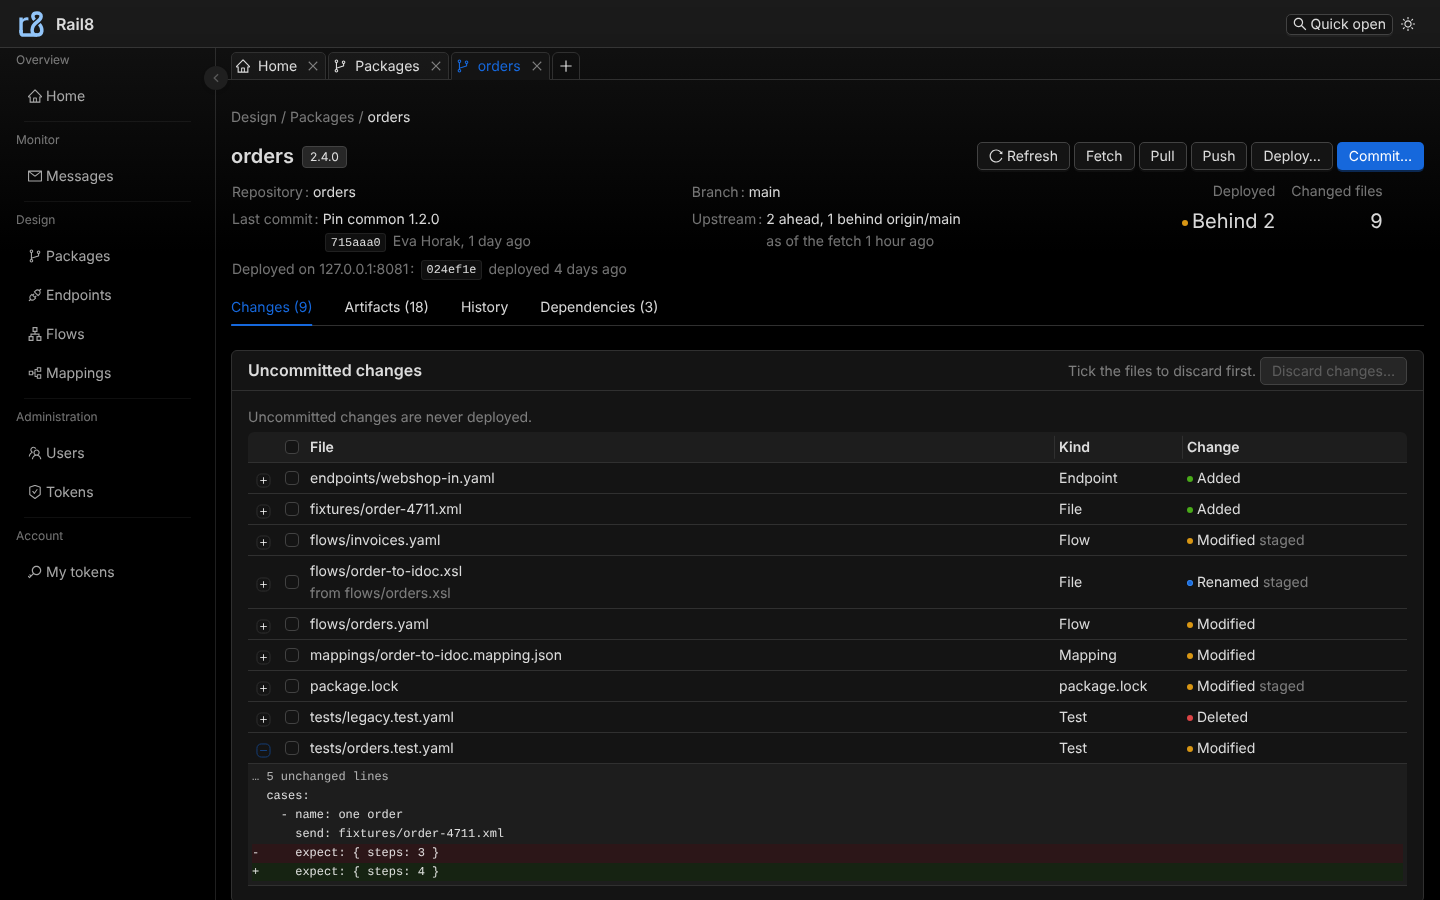 r8 Rail8
Quick open
Overview
Home
Monitor
Messages
Design
Packages
Endpoints
Flows
Mappings
Administration
Users
Tokens
Account
My tokens
Home
Packages
orders
Design / Packages / orders
orders 2.4.0
Refresh Fetch Pull Push Deploy... Commit...
Repository: orders
Branch: main
Deployed Changed files
Last commit: Pin common 1.2.0
Upstream: 2 ahead, 1 behind origin/main
Behind 2 9
715aaa0 Eva Horak, 1 day ago
as of the fetch 1 hour ago
Deployed on 127.0.0.1:8081: 024ef1e deployed 4 days ago
Changes (9) Artifacts (18) History Dependencies (3)
Uncommitted changes
Tick the files to discard first. Discard changes...
Uncommitted changes are never deployed.
File Kind Change
endpoints/webshop-in.yaml Endpoint Added
fixtures/order-4711.xml File Added
flows/invoices.yaml Flow Modified staged
flows/order-to-idoc.xsl
from flows/orders.xsl
File Renamed staged
flows/orders.yaml Flow Modified
mappings/order-to-idoc.mapping.json Mapping Modified
package.lock package.lock Modified staged
tests/legacy.test.yaml Test Deleted
tests/orders.test.yaml Test Modified
… 5 unchanged lines
cases:
- name: one order
send: fixtures/order-4711.xml
- expect: { steps: 3 }
+ expect: { steps: 4 }